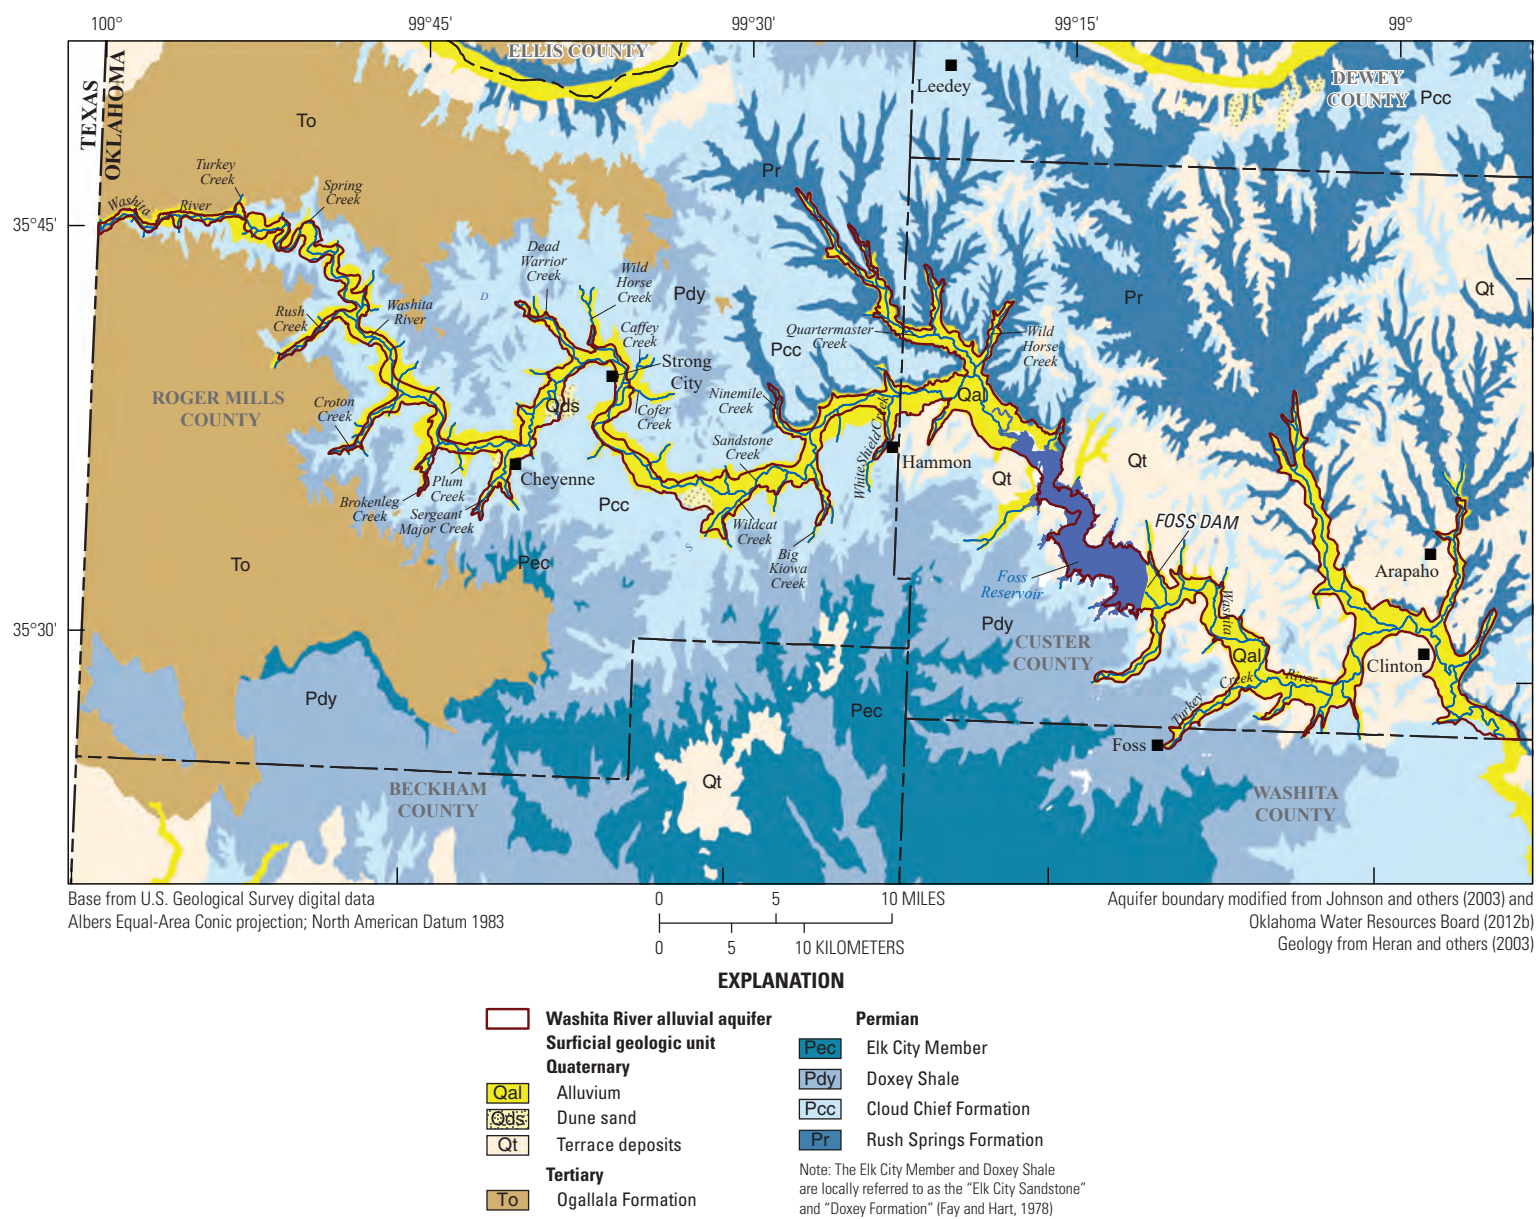 100°
99°45'
99°30'
99°15'
99°
35°45'
35°30'
TEXAS
OKLAHOMA
ELLIS COUNTY
DEWEY
COUNTY
Leedey
Pcc
To
Pr
Turkey
Creek
Spring
Creek
Washita
River
Dead
Warrior
Creek
Wild
Horse
Creek
D
Pdy
Pr
Qt
Rush
Creek
Washita
River
Caffey
Creek
Quartermaster
Creek
Wild
Horse
Creek
Pcc
Strong
City
ROGER MILLS
COUNTY
Croton
Creek
Qds
Cofer
Creek
Ninemile
Creek
Qal
White Shield Creek
Sandstone
Creek
Hammon
Qt
Qt
Plum
Creek
Cheyenne
Brokenleg
Creek
Sergeant
Major Creek
Pcc
Wildcat
Creek
S
Big
Kiowa
Creek
FOSS DAM
Foss
Reservoir
Arapaho
To
Pec
Pdy
CUSTER
COUNTY
Washita
Qal
Clinton
River
Turkey
Creek
Pdy
Pec
Foss
Qt
BECKHAM
COUNTY
WASHITA
COUNTY
Base from U.S. Geological Survey digital data
Albers Equal-Area Conic projection; North American Datum 1983
0 5 10 MILES
0 5 10 KILOMETERS
Aquifer boundary modified from Johnson and others (2003) and
Oklahoma Water Resources Board (2012b)
Geology from Heran and others (2003)
EXPLANATION
Washita River alluvial aquifer
Surficial geologic unit
Quaternary
Qal Alluvium
Qds Dune sand
Qt Terrace deposits
Tertiary
To Ogallala Formation
Permian
Pec Elk City Member
Pdy Doxey Shale
Pcc Cloud Chief Formation
Pr Rush Springs Formation
Note: The Elk City Member and Doxey Shale
are locally referred to as the “Elk City Sandstone”
and “Doxey Formation” (Fay and Hart, 1978)